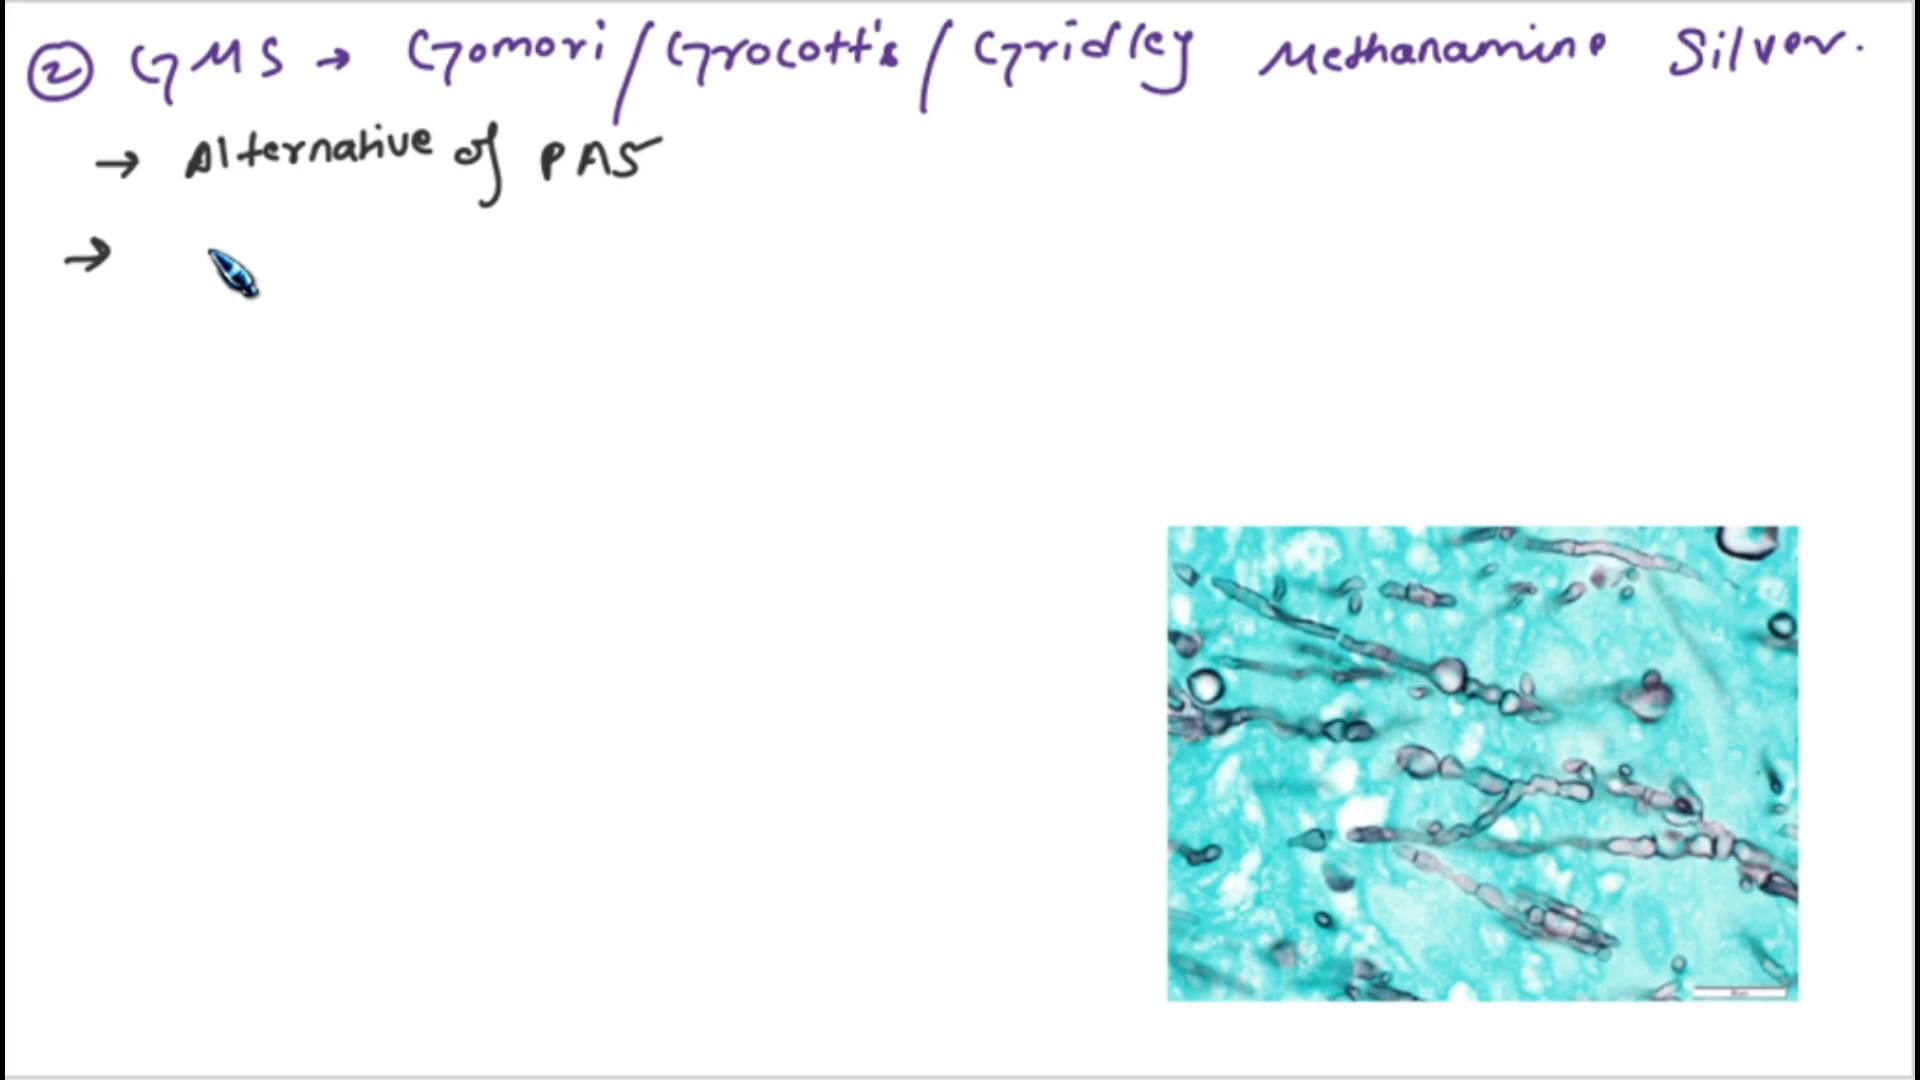 ② GMS → Gomori/Grocott's/Gridley Methanamine Silver.
→ Alternative of PAS
→